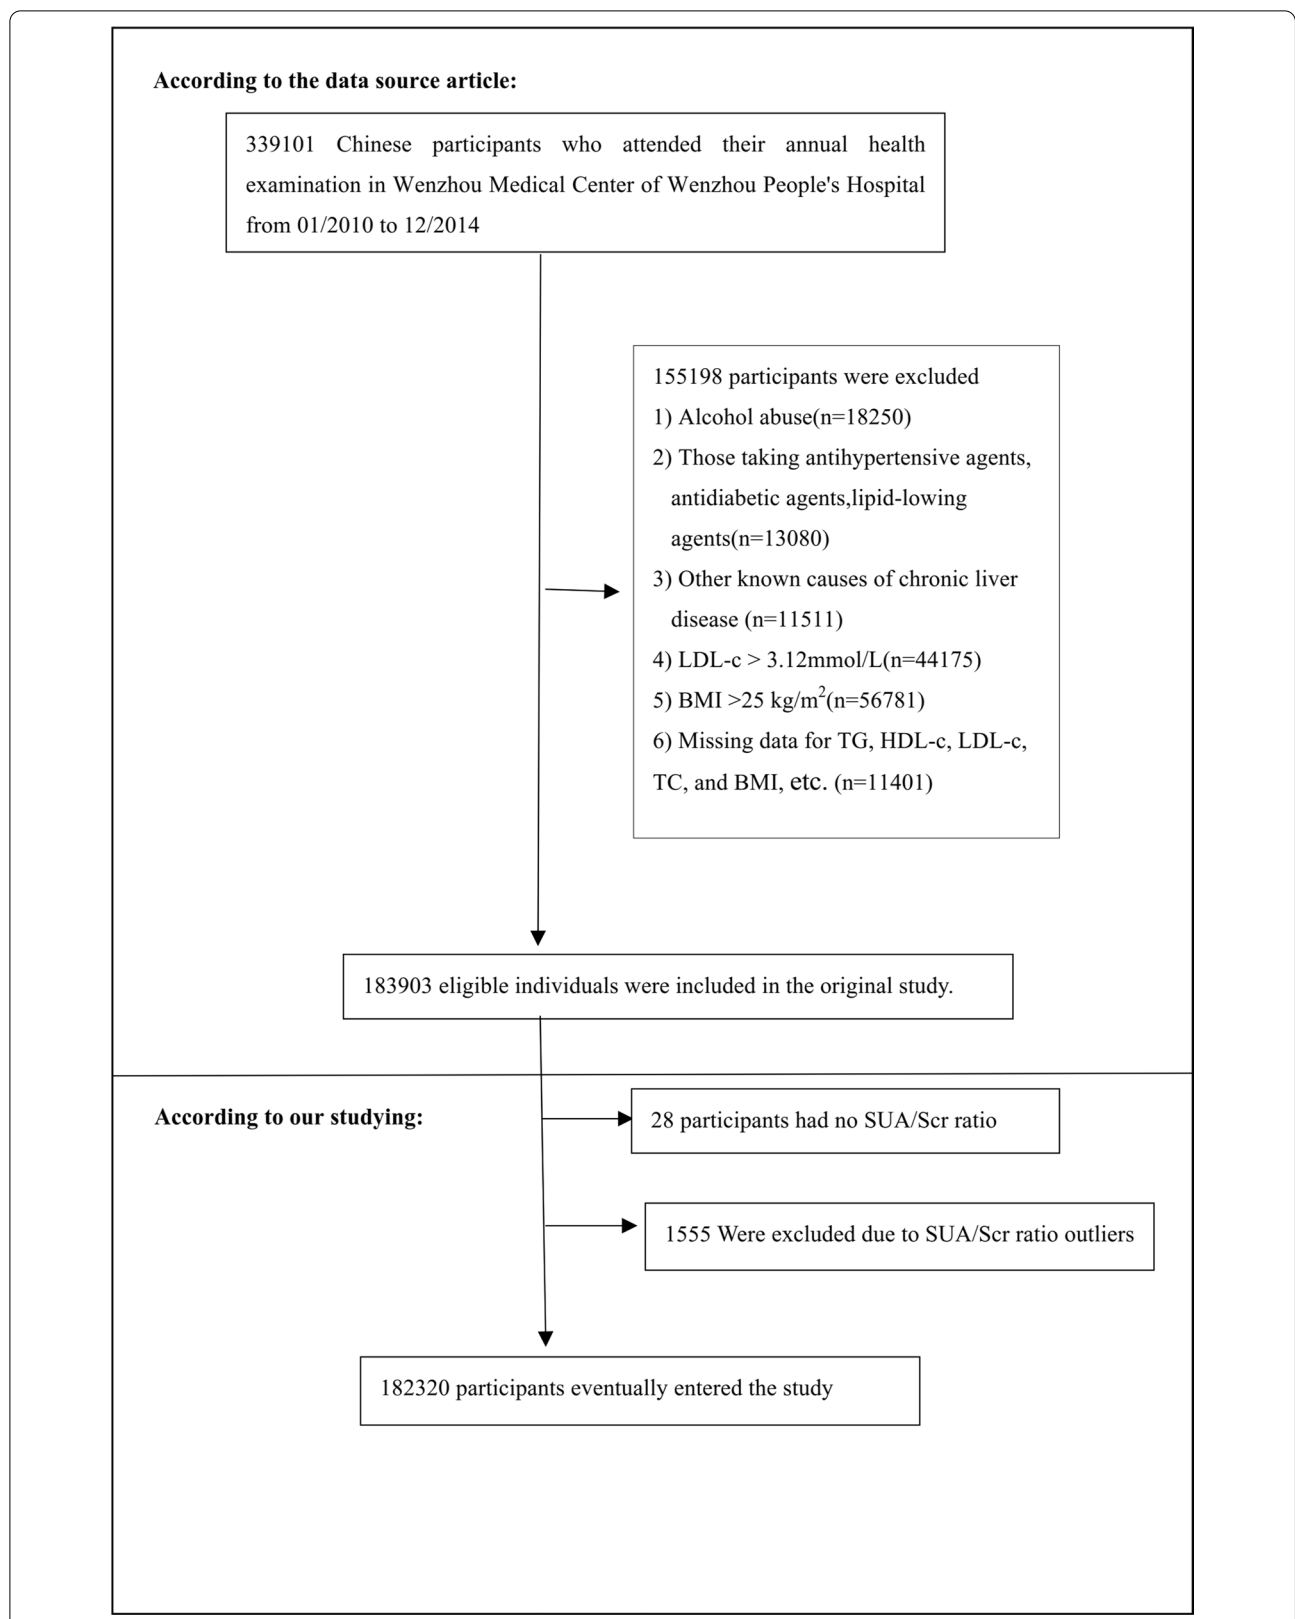 According to the data source article:
339101 Chinese participants who attended their annual health
examination in Wenzhou Medical Center of Wenzhou People's Hospital
from 01/2010 to 12/2014
155198 participants were excluded
1) Alcohol abuse(n=18250)
2) Those taking antihypertensive agents,
antidiabetic agents,lipid-lowing
agents(n=13080)
3) Other known causes of chronic liver
disease (n=11511)
4) LDL-c > 3.12mmol/L(n=44175)
5) BMI >25 kg/m²(n=56781)
6) Missing data for TG, HDL-c, LDL-c,
TC, and BMI, etc. (n=11401)
183903 eligible individuals were included in the original study.
According to our studying:
28 participants had no SUA/Scr ratio
1555 Were excluded due to SUA/Scr ratio outliers
182320 participants eventually entered the study